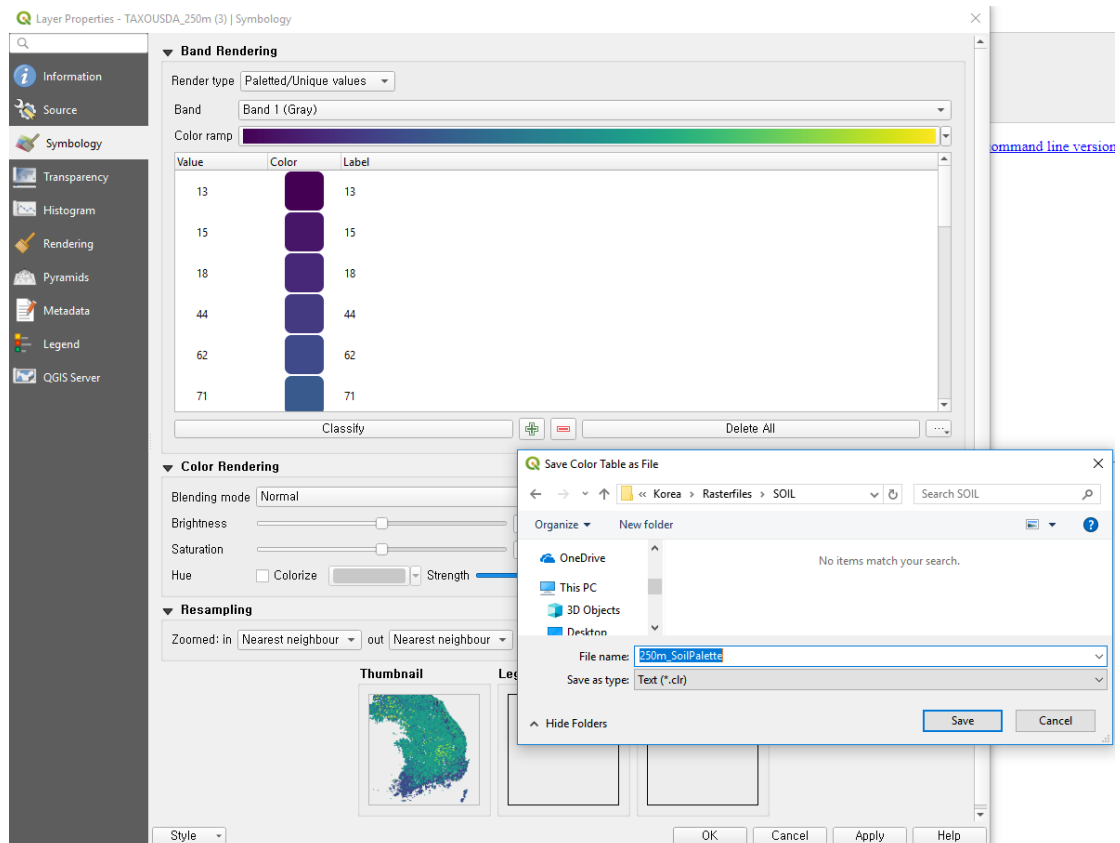 Layer Properties - TAXOUSDA_250m (3) | Symbology
Information
Source
Symbology
Transparency
Histogram
Rendering
Pyramids
Metadata
Legend
QGIS Server
Band Rendering
Render type Paletted/Unique values
Band Band 1 (Gray)
Color ramp
Value Color Label
13 13
15 15
18 18
44 44
62 62
71 71
Classify Delete All ...
Color Rendering
Blending mode Normal
Brightness
Saturation
Hue Colorize Strength
Resampling
Zoomed: in Nearest neighbour out Nearest neighbour
Thumbnail Leg
Style OK Cancel Apply Help
ommand line version
Save Color Table as File
« Korea > Rasterfiles > SOIL Search SOIL
Organize New folder
OneDrive
This PC
3D Objects
Desktop
No items match your search.
File name: 250m_SoilPalette
Save as type: Text (*.clr)
Hide Folders Save Cancel